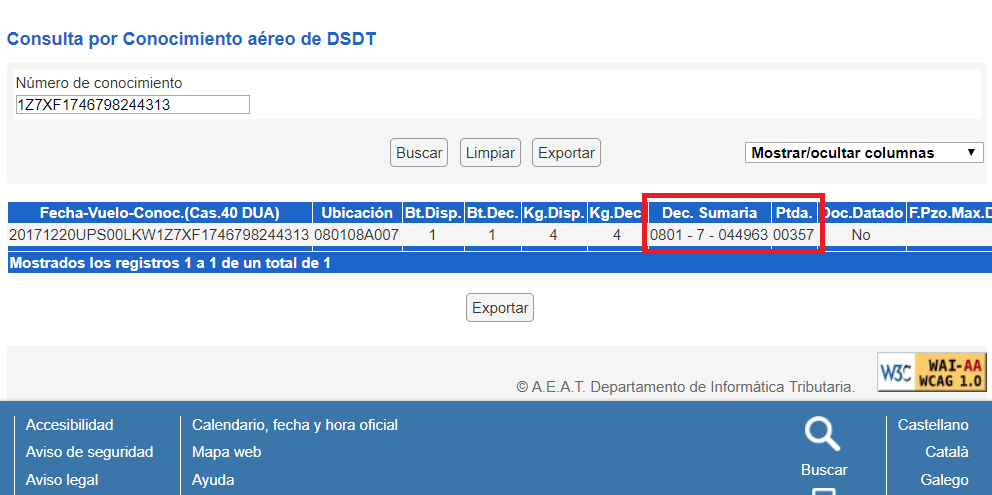 Consulta por Conocimiento aéreo de DSDT
Número de conocimiento
1Z7XF1746798244313
Buscar Limpiar Exportar Mostrar/ocultar columnas
Fecha-Vuelo-Conoc.(Cas.40 DUA) Ubicación Bt.Disp. Bt.Dec. Kg.Disp. Kg.Dec Dec. Sumaria Ptda. Doc.Datado F.Pzo.Max.D
20171220UPS00LKW1Z7XF1746798244313 080108A007 1 1 4 4 0801 - 7 - 044963 00357 No
Mostrados los registros 1 a 1 de un total de 1
Exportar
W3C WAI-AA
WCAG 1.0
© A.E.A.T. Departamento de Informática Tributaria.
Accesibilidad Calendario, fecha y hora oficial Castellano
Aviso de seguridad Mapa web Català
Buscar
Aviso legal Ayuda Galego